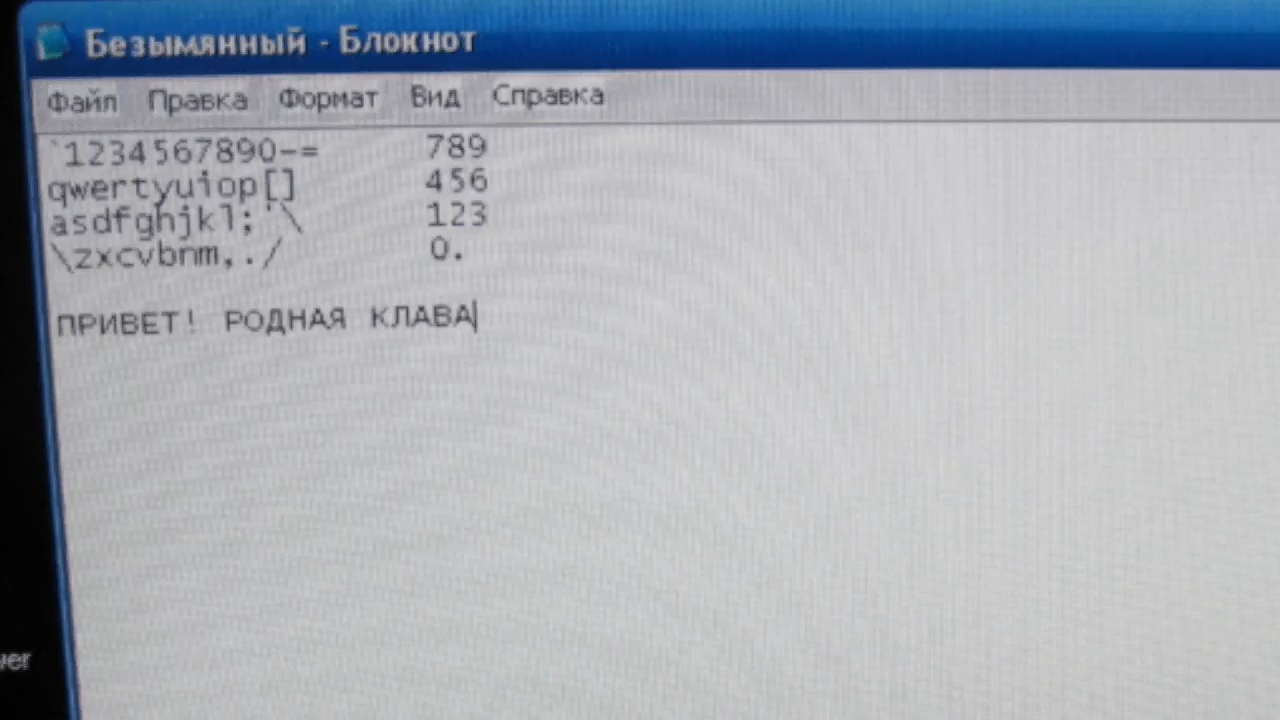 Безымянный - Блокнот
Файл Правка Формат Вид Справка
`1234567890-= 789
qwertyuiop[] 456
asdfghjkl;'\ 123
\zxcvbnm,./ 0.
ПРИВЕТ! РОДНАЯ КЛАВА